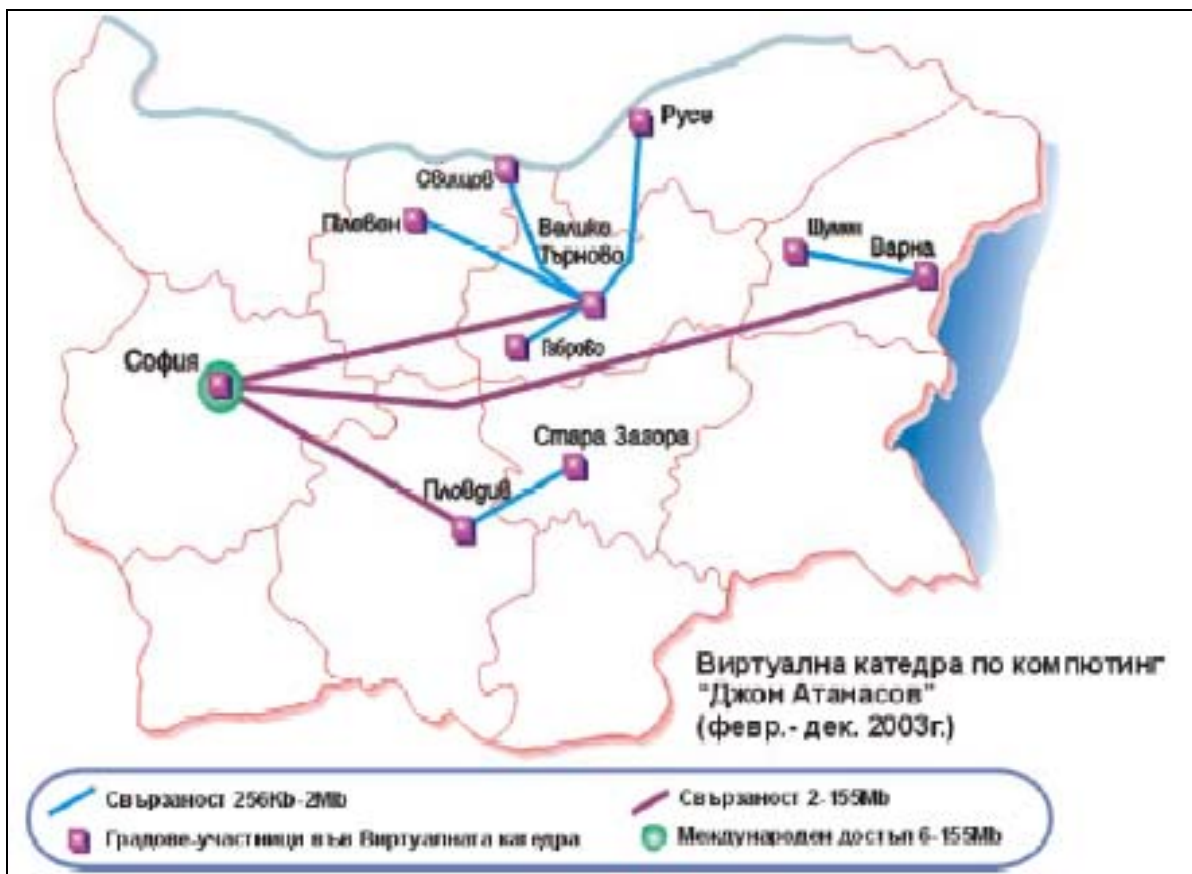 Русе
Свищов
Плевен
Велико
Търново
Шумен
Варна
Габрово
София
Стара Загора
Пловдив
Виртуална катедра по компютинг
"Джон Атанасов"
(февр.- дек. 2003г.)
Свързаност 256Kb-2Mb
Свързаност 2-155Mb
Градове-участници във Виртуалната катедра
Международен достъп 6-155Mb